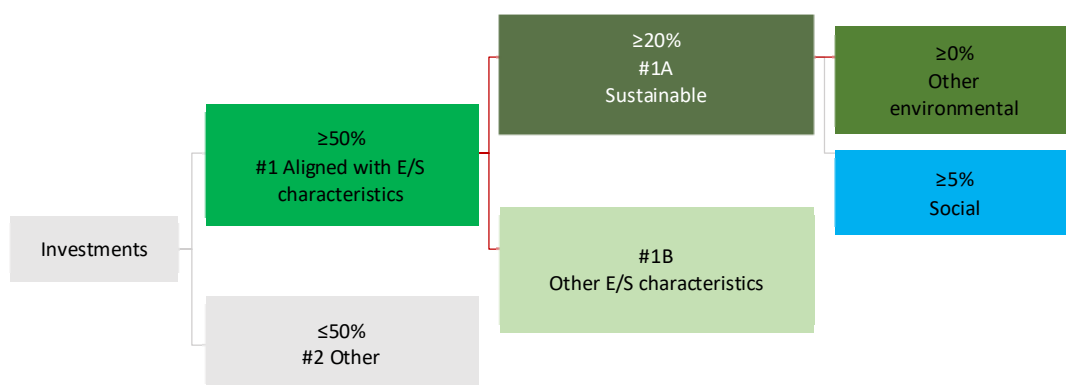 Investments
≥50%
#1 Aligned with E/S
characteristics
≤50%
#2 Other
≥20%
#1A
Sustainable
#1B
Other E/S characteristics
≥0%
Other
environmental
≥5%
Social